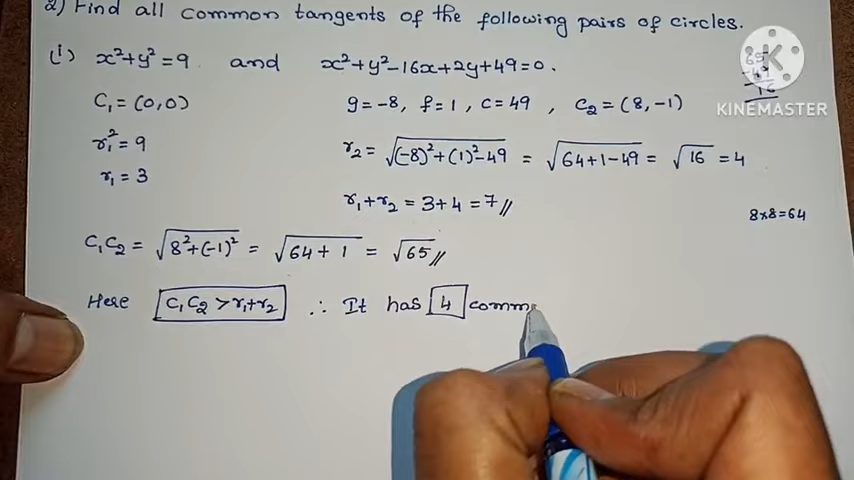 2) Find all common tangents of the following pairs of circles.
(i) x²+y²=9 and x²+y²-16x+2y+49=0.
C₁=(0,0) g=-8, f=1, c=49, C₂=(8,-1)
r₁²=9 r₂=√(-8)²+(1)²-49 = √64+1-49 = √16 = 4
r₁=3
r₁+r₂=3+4=7//
8x8=64
C₁C₂=√8²+(-1)² = √64+1 = √65//
Here C₁C₂>r₁+r₂ ∴ It has 4 comm
KINEMASTER